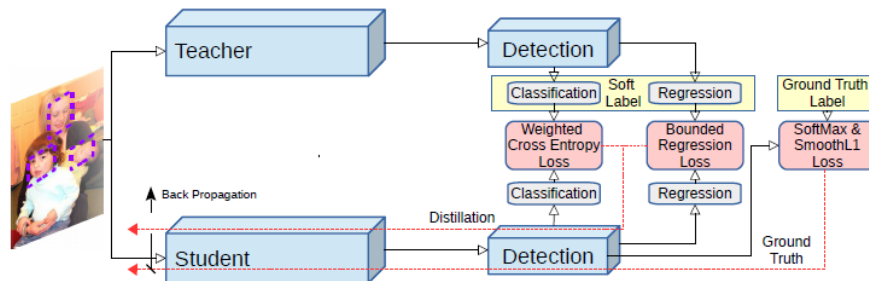 Teacher
Detection
Classification
Soft
Label
Regression
Ground Truth
Label
Weighted
Cross Entropy
Loss
Bounded
Regression
Loss
SoftMax &
SmoothL1
Loss
Back Propagation
Classification
Regression
Distillation
Student
Detection
Ground
Truth